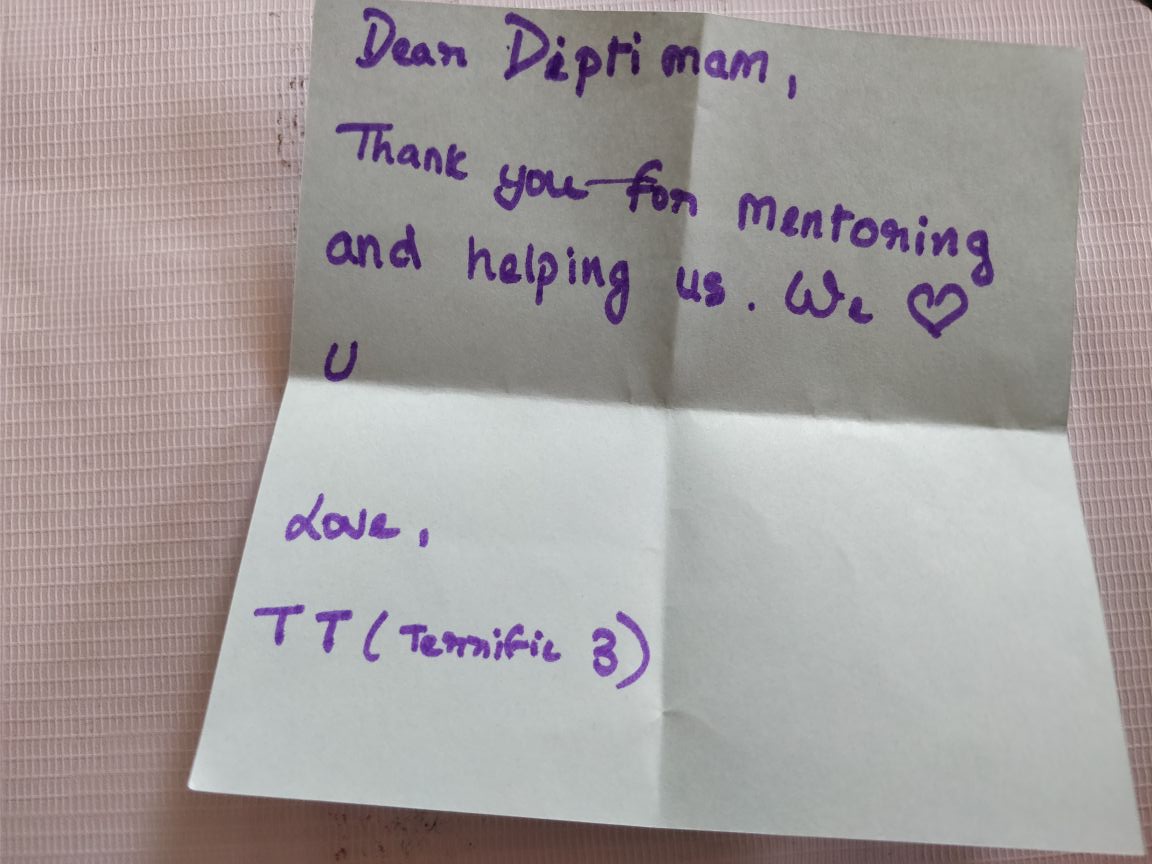 Dear Dipti mam,
Thank you for mentoring
and helping us. We ♡
U
Love,
TT (Terrific 3)